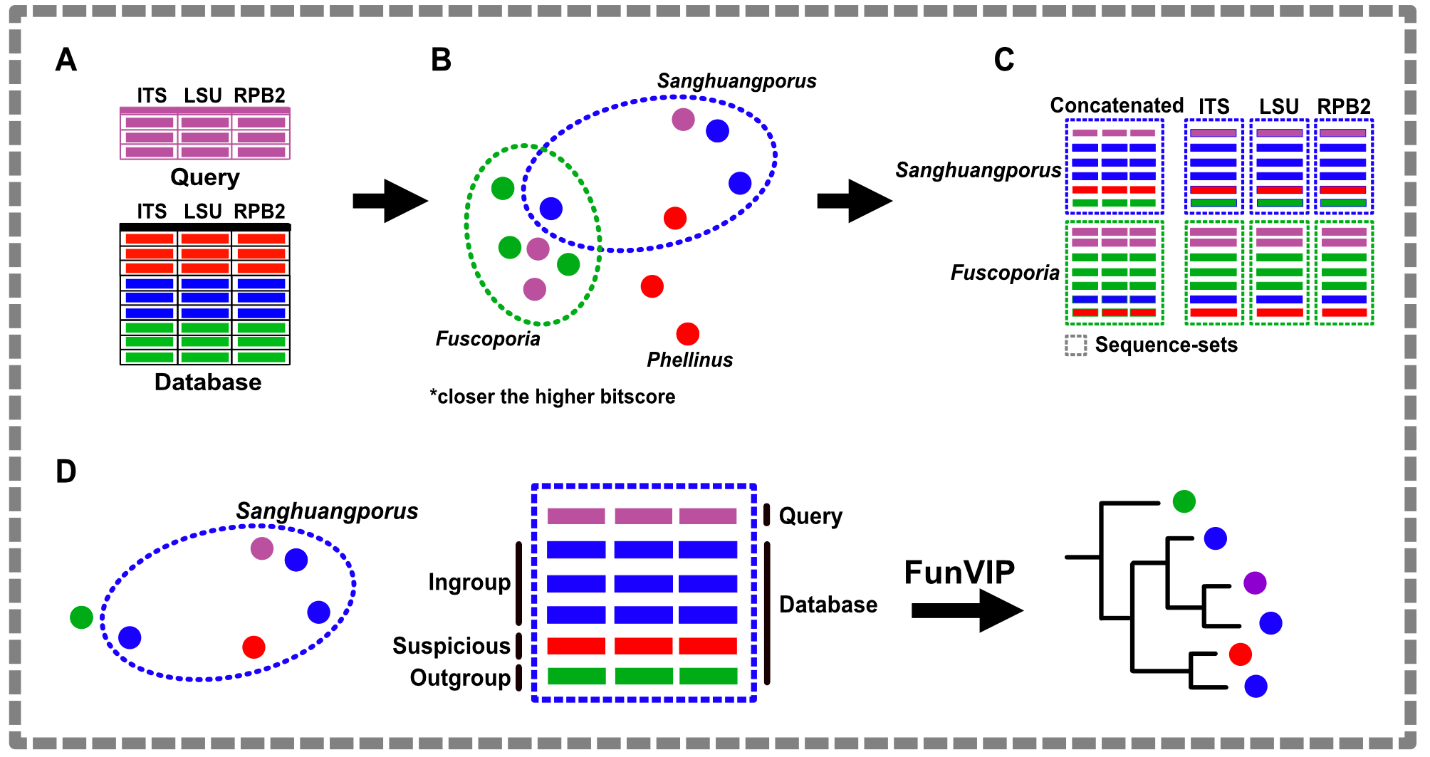 A
ITS LSU RPB2
Query
ITS LSU RPB2
Database
B
Sanghuangporus
Fuscoporia
Phellinus
*closer the higher bitscore
C
Concatenated ITS LSU RPB2
Sanghuangporus
Fuscoporia
Sequence-sets
D
Sanghuangporus
Query
Ingroup
Database
Suspicious
Outgroup
FunVIP